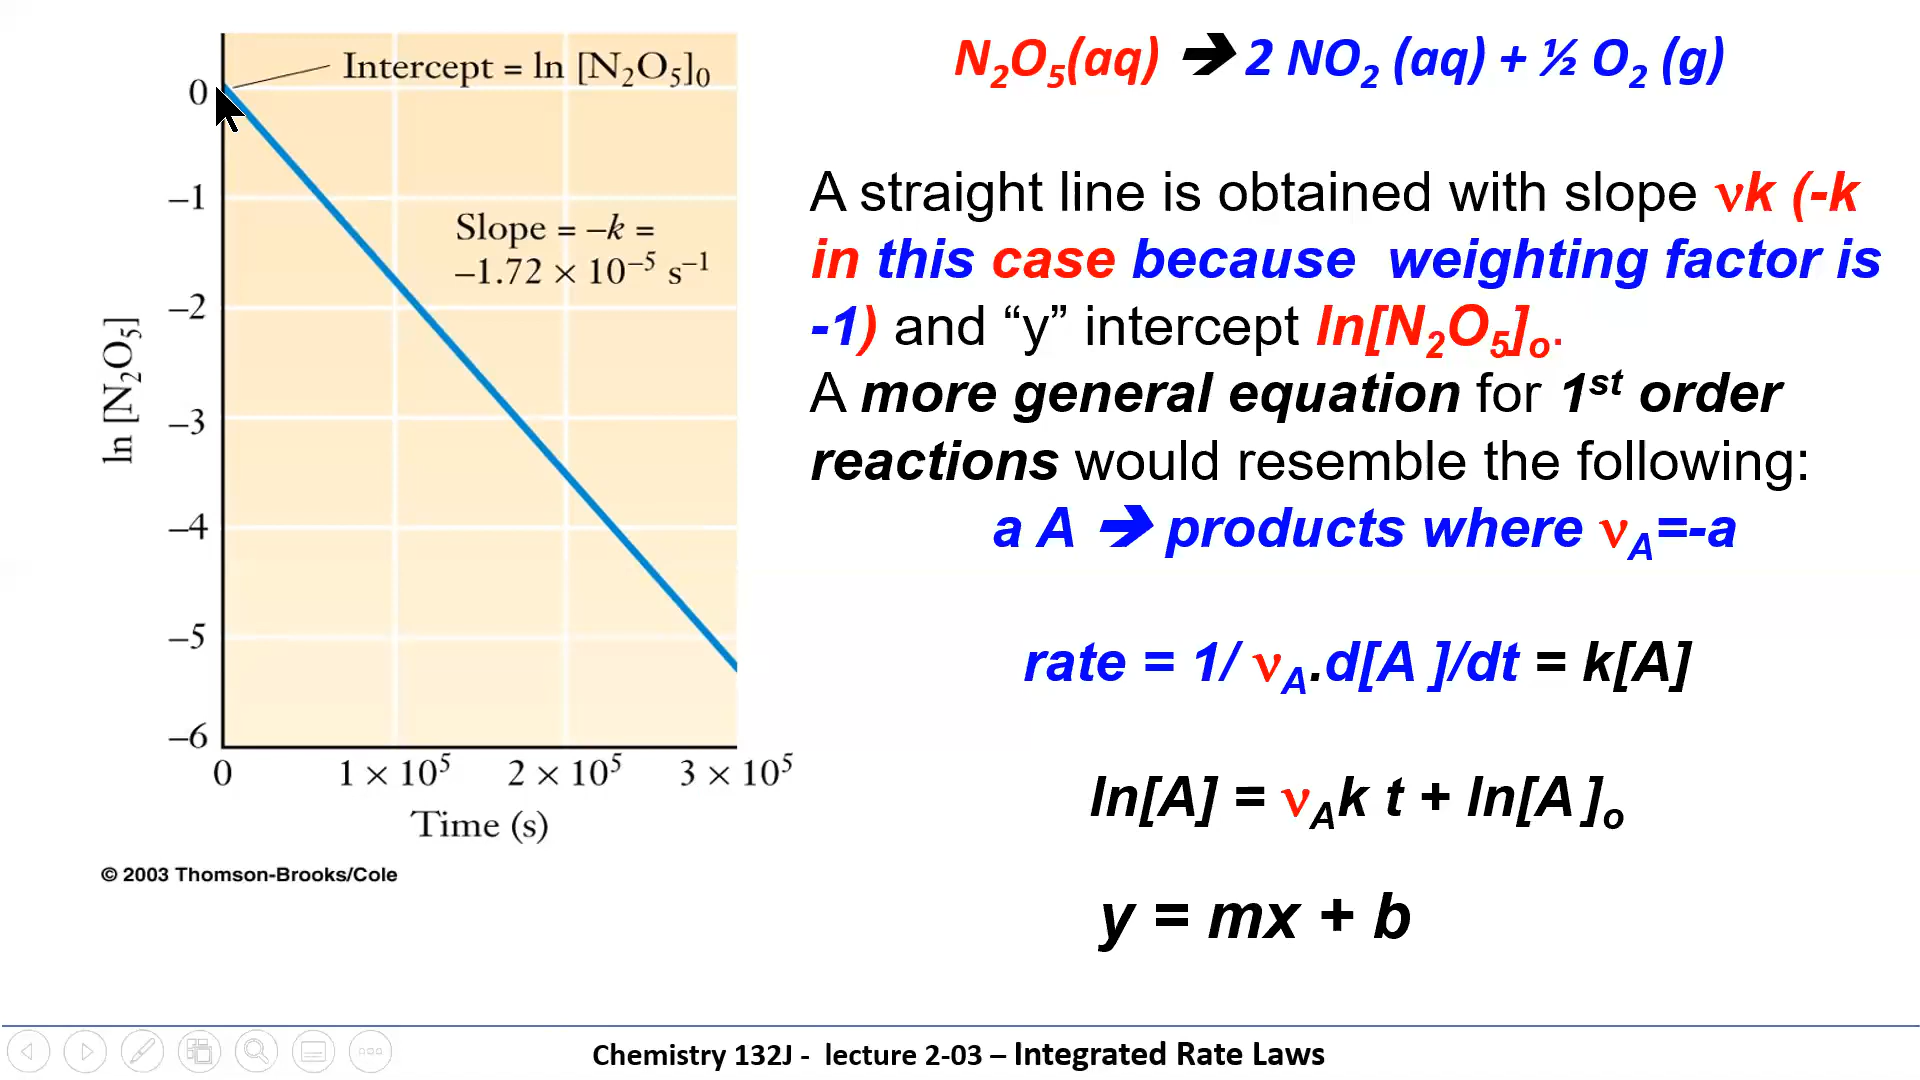 Intercept = ln [N₂O₅]₀
0
–1
–2
–3
–4
–5
–6
ln [N₂O₅]
Slope = –k =
–1.72 × 10⁻⁵ s⁻¹
0
1 × 10⁵
2 × 10⁵
3 × 10⁵
Time (s)
© 2003 Thomson-Brooks/Cole
N₂O₅(aq) ➔ 2 NO₂ (aq) + ½ O₂ (g)
A straight line is obtained with slope νk (-k
in this case because weighting factor is
-1) and “y” intercept ln[N₂O₅]ₒ.
A more general equation for 1ˢᵗ order
reactions would resemble the following:
a A ➔ products where ν_A=-a
rate = 1/ ν_A.d[A ]/dt = k[A]
ln[A] = ν_Ak t + ln[A ]ₒ
y = mx + b
Chemistry 132J - lecture 2-03 – Integrated Rate Laws